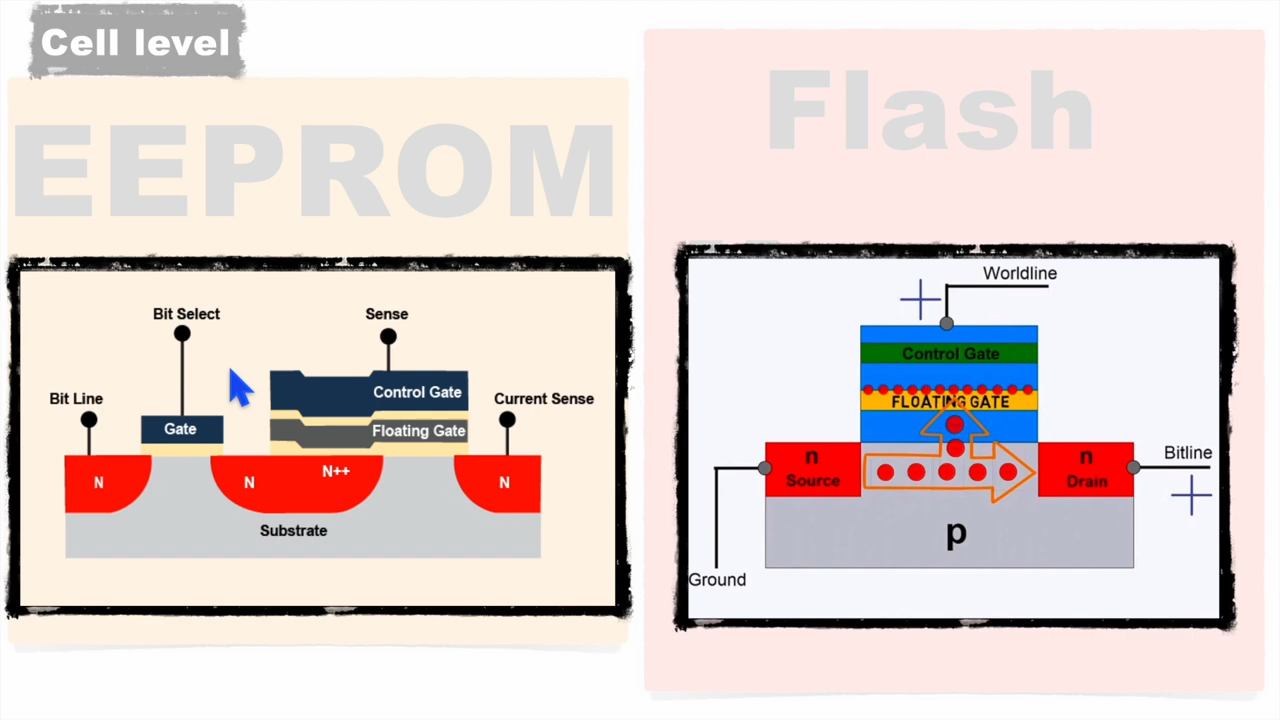 Cell level
EEPROM
Bit Select
Sense
Bit Line
Control Gate
Current Sense
Gate
Floating Gate
N
N
N++
N
Substrate
Flash
Worldline
Control Gate
FLOATING GATE
n
Source
n
Drain
Bitline
p
Ground